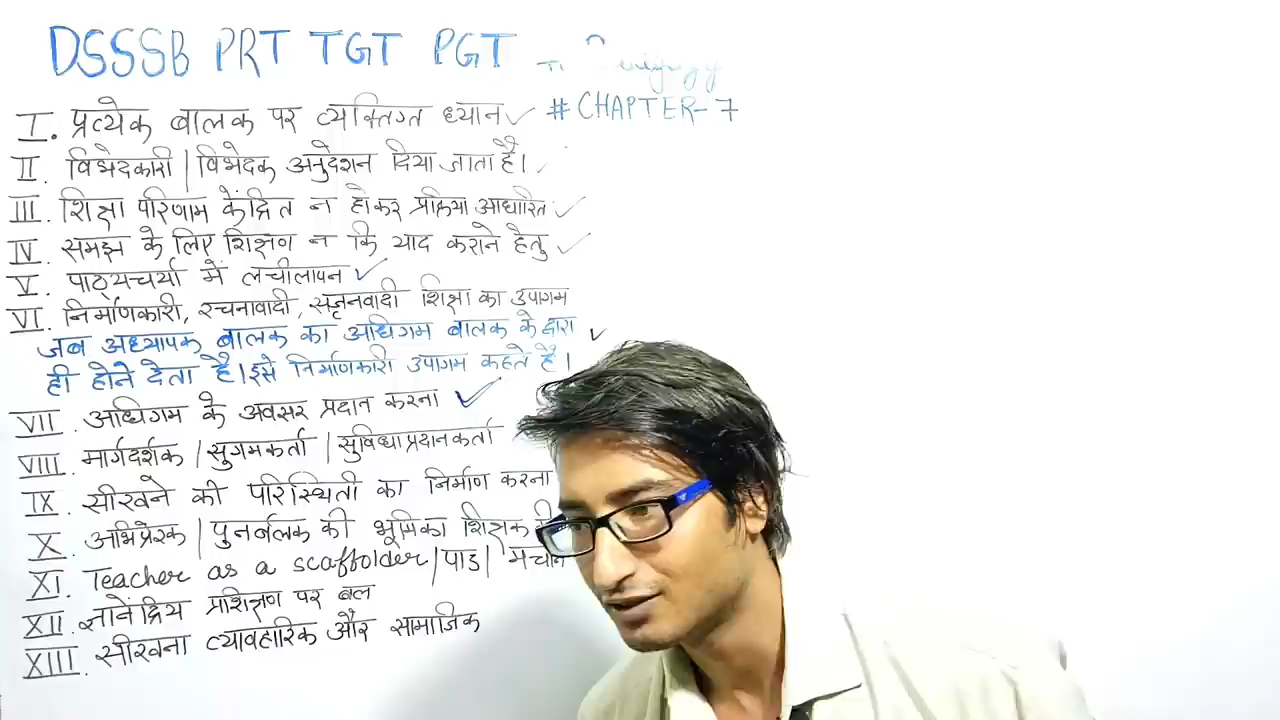 DSSSB PRT TGT PGT
# CHAPTER-7
I. प्रत्येक बालक पर व्यक्तिगत ध्यान
II. विभेदकारी | विभेदक अनुदेशन दिया जाता है।
III. शिक्षा परिणाम केंद्रित न होकर प्रक्रिया आधारित
IV. समझ के लिए शिक्षण न कि याद कराने हेतु
V. पाठ्यचर्या में लचीलापन
VI. निर्माणकारी, रचनावादी, सृजनवादी शिक्षा का उपागम
जब अध्यापक बालक का अधिगम बालक के द्वारा
ही होने देता है। इसे निर्माणकारी उपागम कहते हैं।
VII. अधिगम के अवसर प्रदान करना
VIII. मार्गदर्शक | सुगमकर्ता | सुविधा प्रदानकर्ता
IX. सीखने की परिस्थिती का निर्माण करना
X. अभिप्रेरक | पुनर्बलक की भूमिका शिक्षक
XI. Teacher as a scaffolder | पाड | मचान
XII. ज्ञानेंद्रिय प्रशिक्षण पर बल
XIII. सीखना व्यावहारिक और सामाजिक